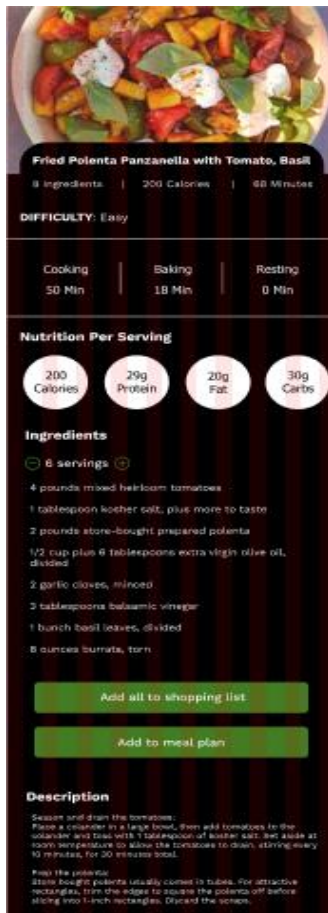 Fried Polenta Panzanella with Tomato, Basil
8 Ingredients | 200 Calories | 68 Minutes
DIFFICULTY: Easy
Cooking Baking Resting
50 Min 18 Min 0 Min
Nutrition Per Serving
200 29g 20g 30g
Calories Protein Fat Carbs
Ingredients
6 servings
4 pounds mixed heirloom tomatoes
1 tablespoon kosher salt, plus more to taste
2 pounds store-bought prepared polenta
1/2 cup plus 6 tablespoons extra virgin olive oil,
divided
2 garlic cloves, minced
3 tablespoons balsamic vinegar
1 bunch basil leaves, divided
8 ounces burrata, torn
Add all to shopping list
Add to meal plan
Description
Season and drain the tomatoes:
Place a colander in a large bowl, then add tomatoes to the
colander and toss with 1 tablespoon of kosher salt. Set aside at
room temperature to allow the tomatoes to drain, stirring every
10 minutes, for 30 minutes total.
Prep the polenta:
Store bought polenta usually comes in tubes. For attractive
rectangles, trim the edges to square the polenta off before
slicing into 1-inch rectangles. Discard the scraps.